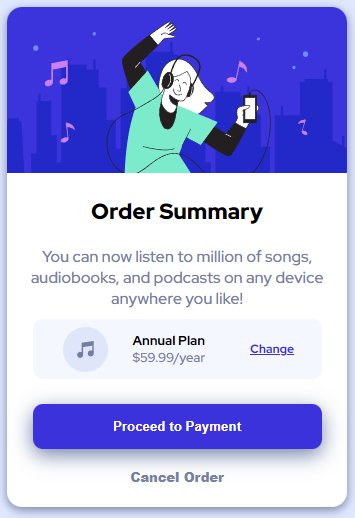 Order Summary
You can now listen to million of songs,
audiobooks, and podcasts on any device
anywhere you like!
Annual Plan
$59.99/year
Change
Proceed to Payment
Cancel Order